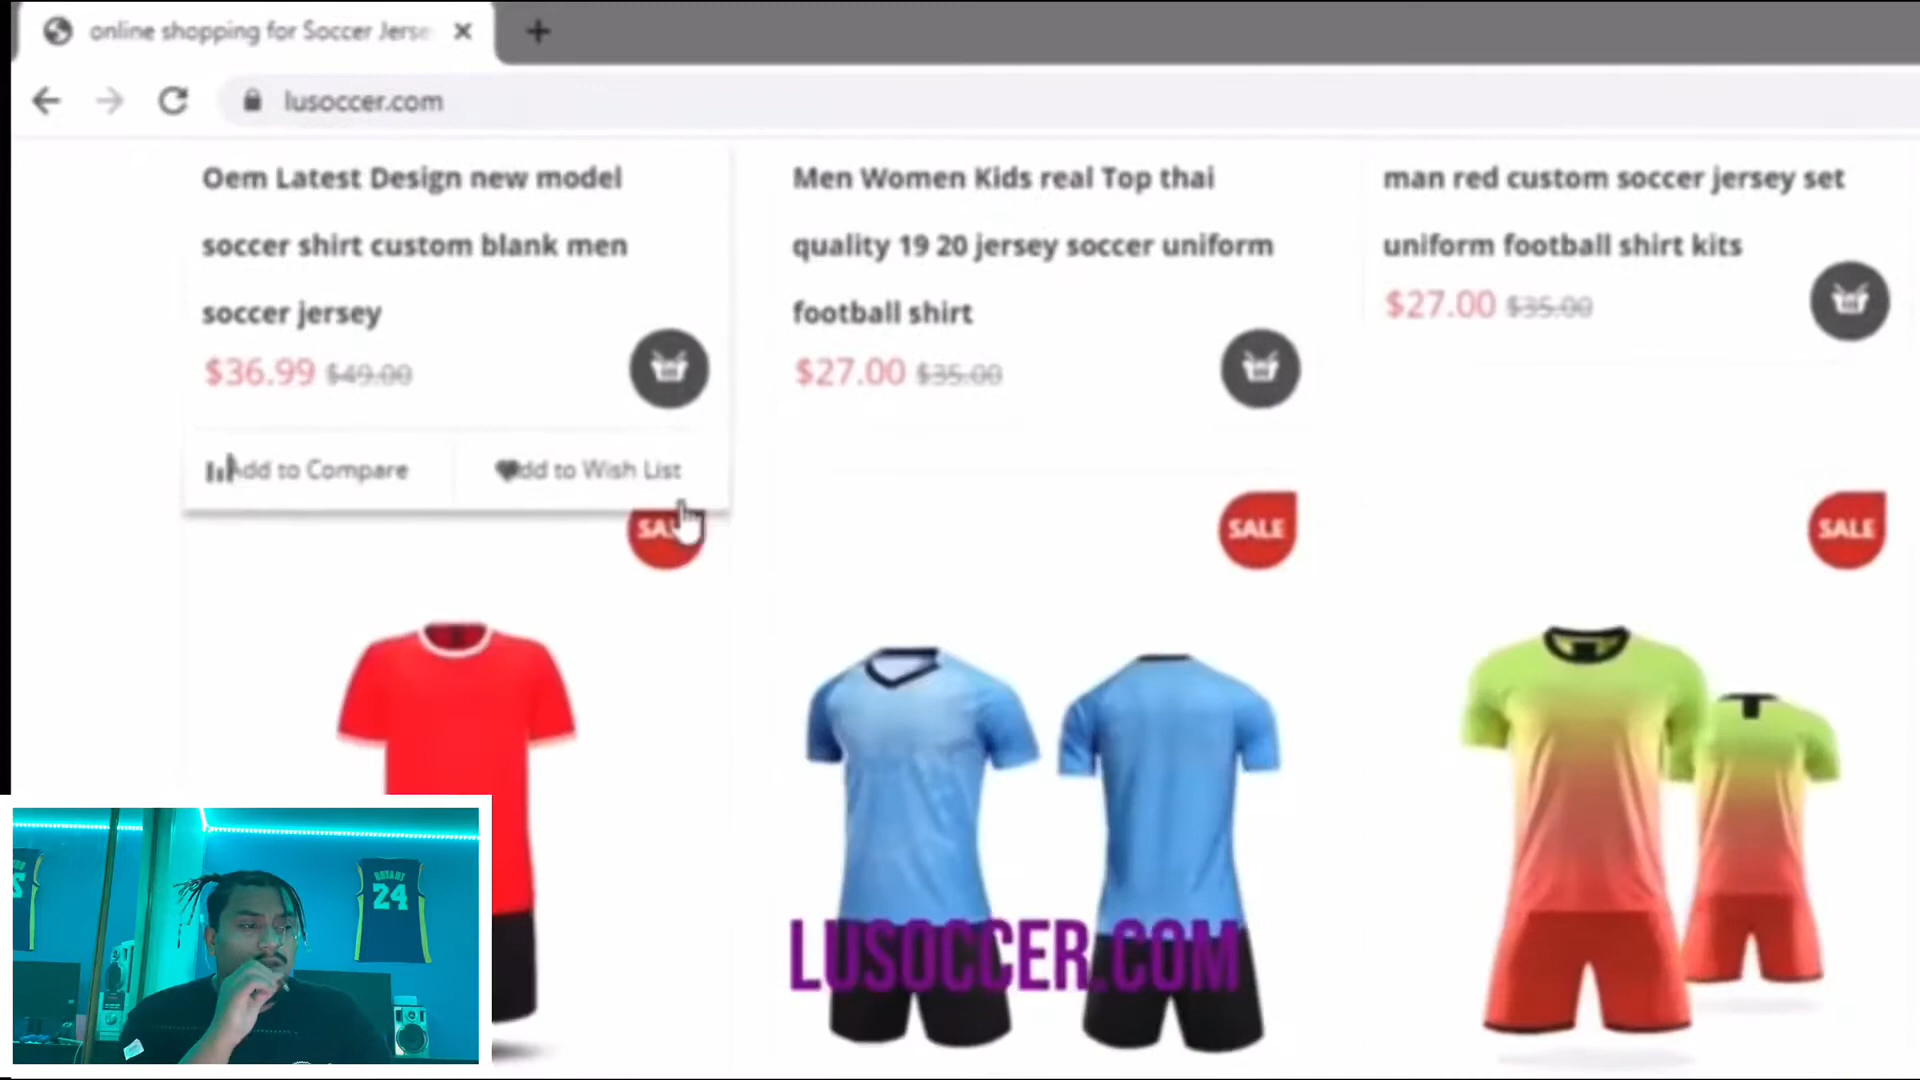 online shopping for Soccer Jerse
lusoccer.com
Oem Latest Design new model
soccer shirt custom blank men
soccer jersey
$36.99 $49.00
Add to Compare
Add to Wish List
Men Women Kids real Top thai
quality 19 20 jersey soccer uniform
football shirt
$27.00 $35.00
man red custom soccer jersey set
uniform football shirt kits
$27.00 $35.00
SALE
SALE
SALE
BRYANT
24
LUSOCCER.COM